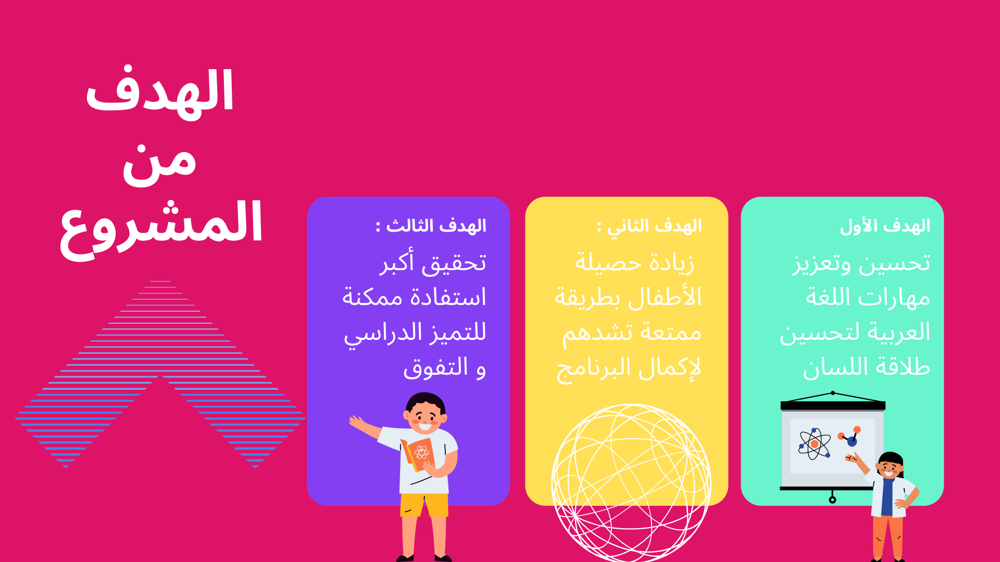 الهدف
من
المشروع
الهدف الأول
تحسين وتعزيز
مهارات اللغة
العربية لتحسين
طلاقة اللسان
الهدف الثاني :
زيادة حصيلة
الأطفال بطريقة
ممتعة تشدهم
لإكمال البرنامج
الهدف الثالث :
تحقيق أكبر
استفادة ممكنة
للتميز الدراسي
و التفوق